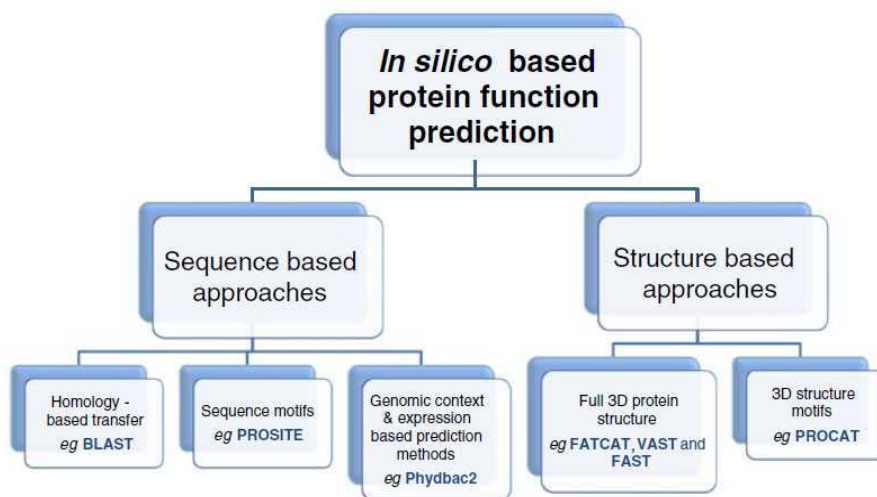 In silico based
protein function
prediction
Sequence based
approaches
Structure based
approaches
Homology -
based transfer
eg BLAST
Sequence motifs
eg PROSITE
Genomic context
& expression
based prediction
methods
eg Phydbac2
Full 3D protein
structure
eg FATCAT, VAST and
FAST
3D structure
motifs
eg PROCAT